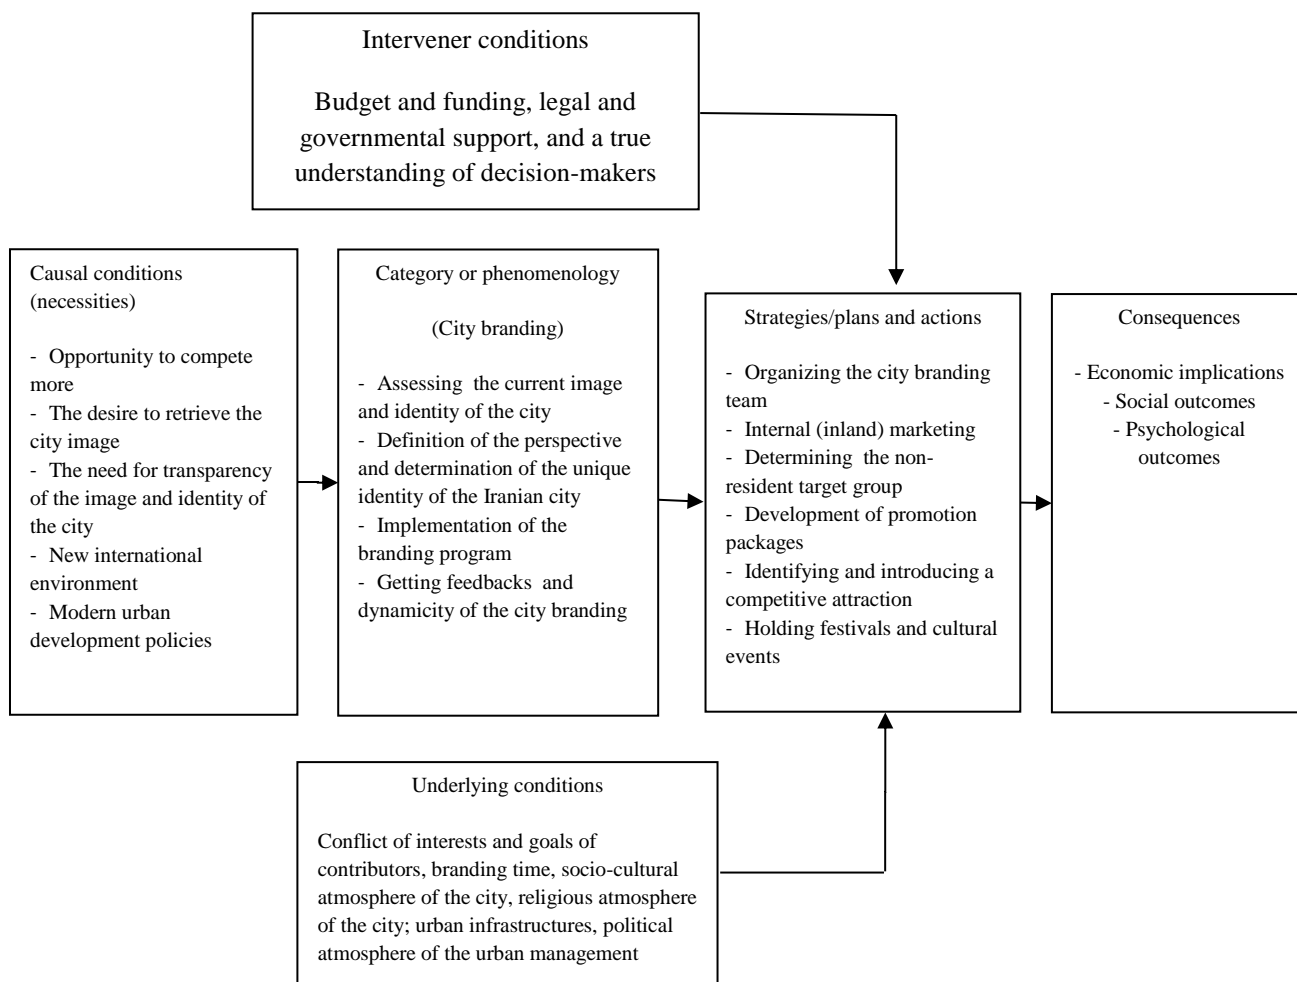 Intervener conditions
Budget and funding, legal and
governmental support, and a true
understanding of decision-makers
Causal conditions
(necessities)
- Opportunity to compete
more
- The desire to retrieve the
city image
- The need for transparency
of the image and identity of
the city
- New international
environment
- Modern urban
development policies
Category or phenomenology
(City branding)
- Assessing the current image
and identity of the city
- Definition of the perspective
and determination of the unique
identity of the Iranian city
- Implementation of the
branding program
- Getting feedbacks and
dynamicity of the city branding
Strategies/plans and actions
- Organizing the city branding
team
- Internal (inland) marketing
- Determining the non-
resident target group
- Development of promotion
packages
- Identifying and introducing a
competitive attraction
- Holding festivals and cultural
events
Consequences
- Economic implications
- Social outcomes
- Psychological
outcomes
Underlying conditions
Conflict of interests and goals of
contributors, branding time, socio-cultural
atmosphere of the city, religious atmosphere
of the city; urban infrastructures, political
atmosphere of the urban management